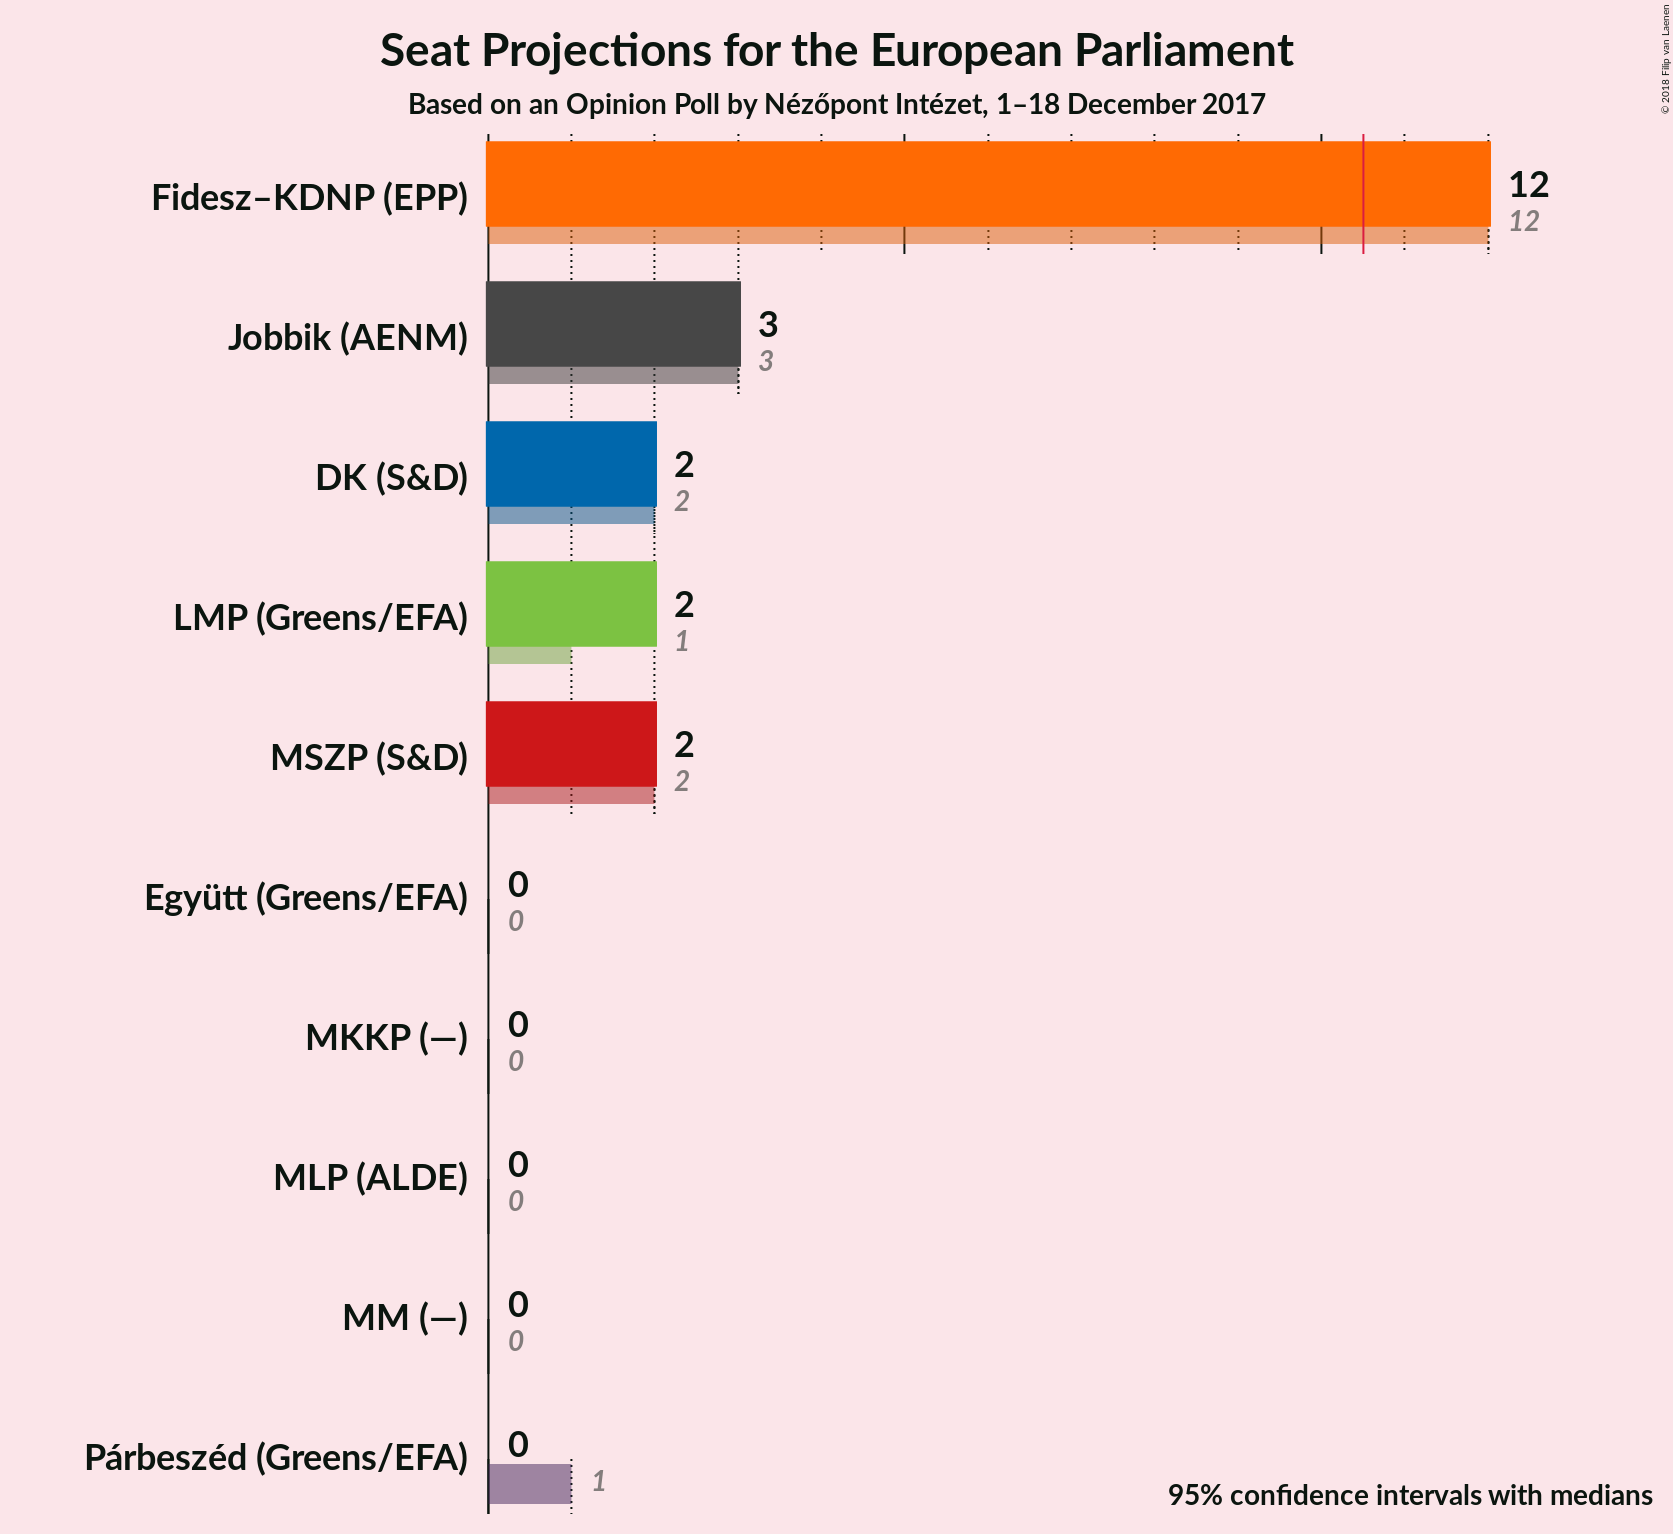 Seat Projections for the European Parliament
Based on an Opinion Poll by Nézőpont Intézet, 1–18 December 2017
© 2018 Filip van Laenen
Fidesz–KDNP (EPP)
12
12
Jobbik (AENM)
3
3
DK (S&D)
2
2
LMP (Greens/EFA)
2
1
MSZP (S&D)
2
2
Együtt (Greens/EFA)
0
0
MKKP (—)
0
0
MLP (ALDE)
0
0
MM (—)
0
0
Párbeszéd (Greens/EFA)
0
1
95% confidence intervals with medians